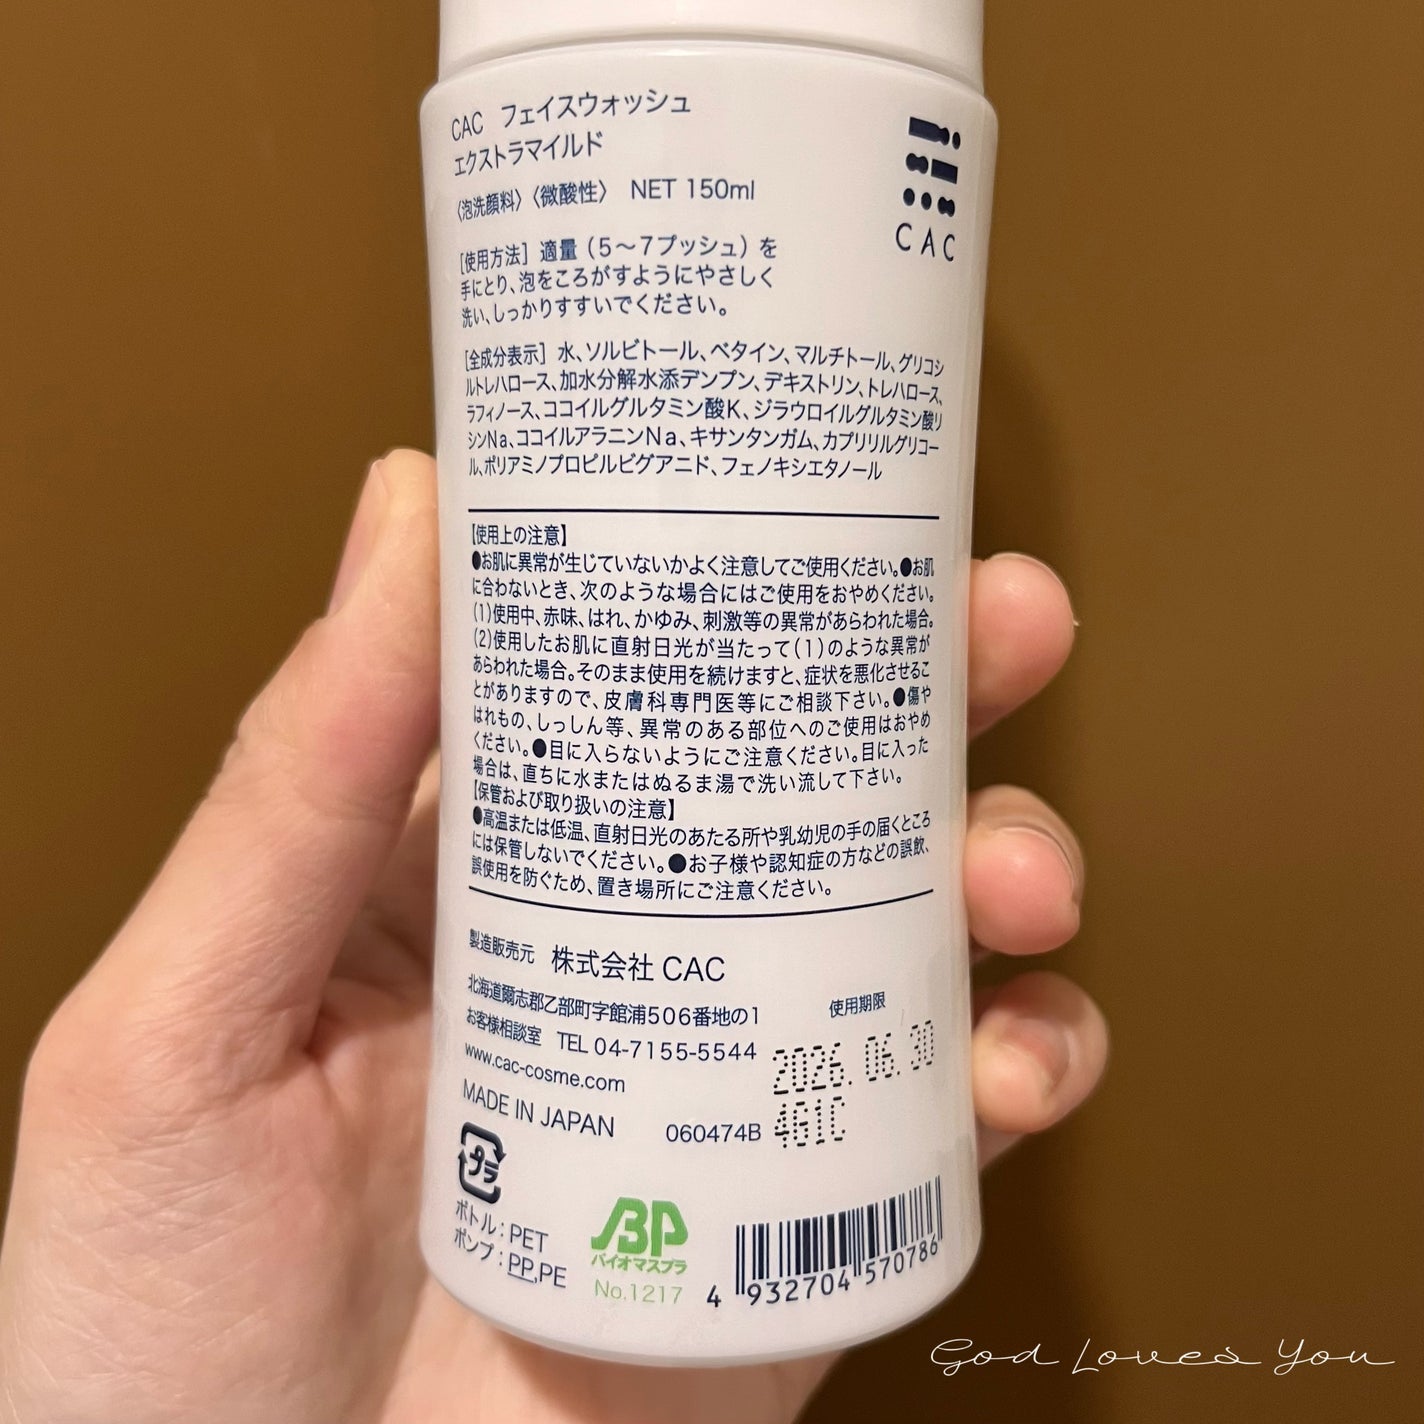 CAC フェイスウォッシュ
エクストラマイルド
〈泡洗顔料〉〈微酸性〉 NET 150ml
CAC
[使用方法] 適量(5〜7プッシュ)を
手にとり、泡をころがすようにやさしく
洗い、しっかりすすいでください。
[全成分表示] 水、ソルビトール、ベタイン、マルチトール、グリコシ
ルトレハロース、加水分解水添デンプン、デキストリン、トレハロース、
ラフィノース、ココイルグルタミン酸K、ジラウロイルグルタミン酸リ
シンNa、ココイルアラニンNa、キサンタンガム、カプリリルグリコー
ル、ポリアミノプロピルビグアニド、フェノキシエタノール
【使用上の注意】
●お肌に異常が生じていないかよく注意してご使用ください。●お肌
に合わないとき、次のような場合にはご使用をおやめください。
(1)使用中、赤味、はれ、かゆみ、刺激等の異常があらわれた場合。
(2)使用したお肌に直射日光が当たって(1)のような異常が
あらわれた場合。そのまま使用を続けますと、症状を悪化させるこ
とがありますので、皮膚科専門医等にご相談下さい。●傷や
はれもの、しっしん等、異常のある部位へのご使用はおやめ
ください。●目に入らないようにご注意ください。目に入った
場合は、直ちに水またはぬるま湯で洗い流して下さい。
【保管および取り扱いの注意】
●高温または低温、直射日光のあたる所や乳幼児の手の届くところ
には保管しないでください。●お子様や認知症の方などの誤飲、
誤使用を防ぐため、置き場所にご注意ください。
製造販売元 株式会社 CAC
北海道爾志郡乙部町字館浦506番地の1
お客様相談室 TEL 04-7155-5544
www.cac-cosme.com
MADE IN JAPAN
使用期限
2026. 06. 30
060474B 4G1C
プラ
ボトル：PET
ポンプ：PP,PE
BP
バイオマスプラ
No.1217
4 932704 570786
God Loves You